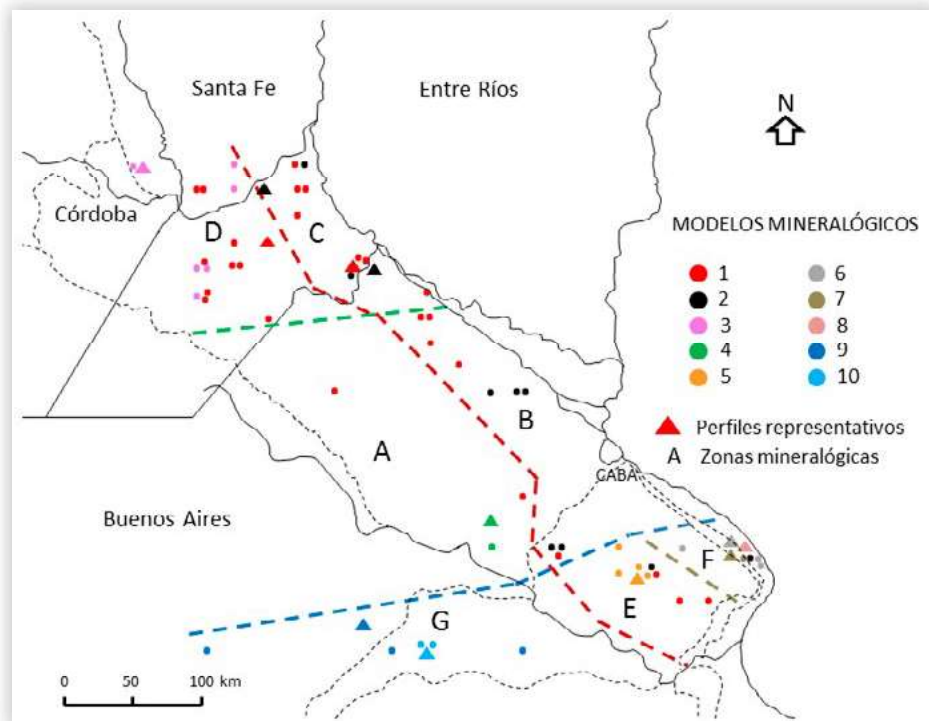 Santa Fe
Entre Ríos
N
Córdoba
D
C
MODELOS MINERALÓGICOS
1
6
2
7
3
8
4
9
5
10
Perfiles representativos
A Zonas mineralógicas
B
A
CABA
Buenos Aires
F
E
G
0 50 100 km